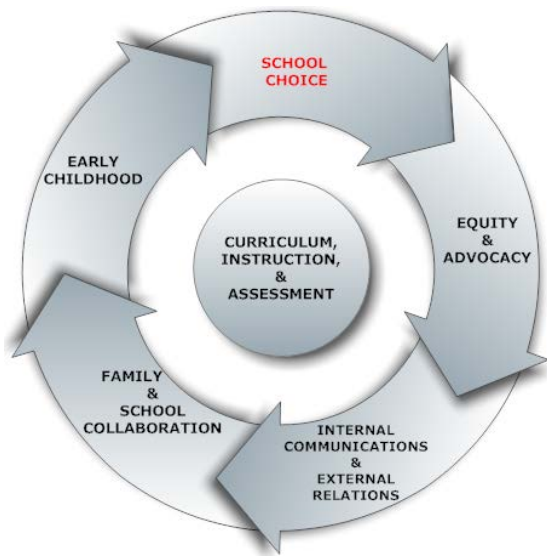 SCHOOL
CHOICE
EQUITY
&
ADVOCACY
INTERNAL
COMMUNICATIONS
&
EXTERNAL
RELATIONS
FAMILY
&
SCHOOL
COLLABORATION
EARLY
CHILDHOOD
CURRICULUM,
INSTRUCTION,
&
ASSESSMENT